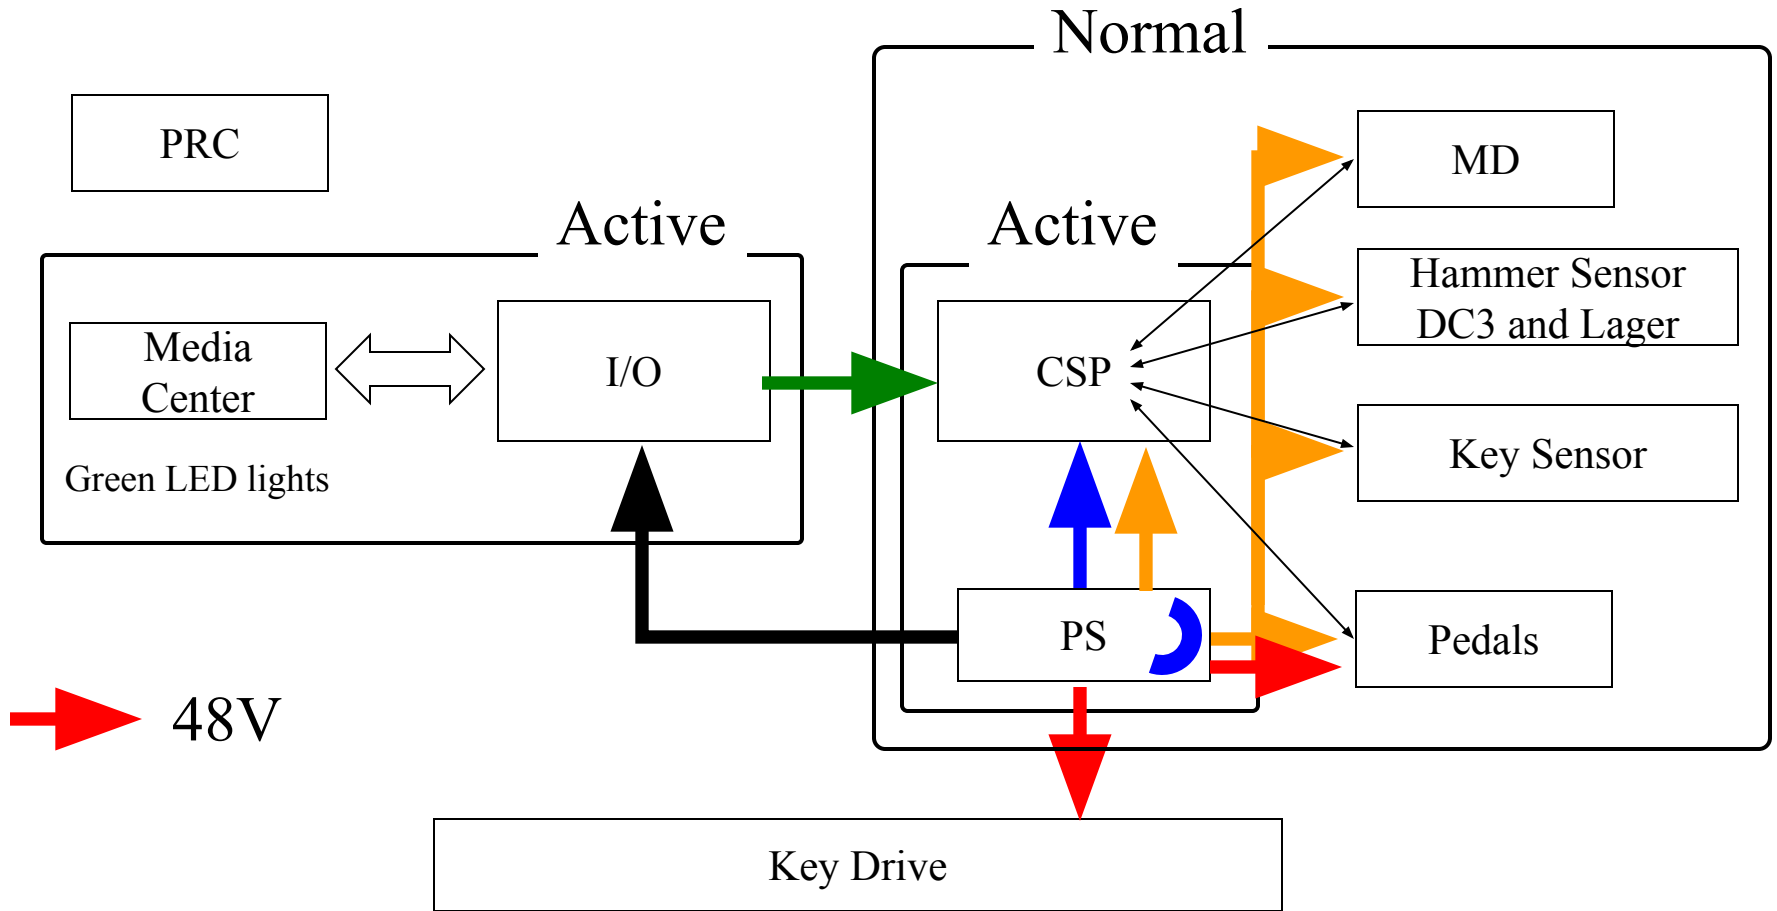 Normal
PRC
MD
Active
Active
Hammer Sensor
DC3 and Lager
Media
Center
I/O
CSP
Key Sensor
Green LED lights
PS
Pedals
48V
Key Drive